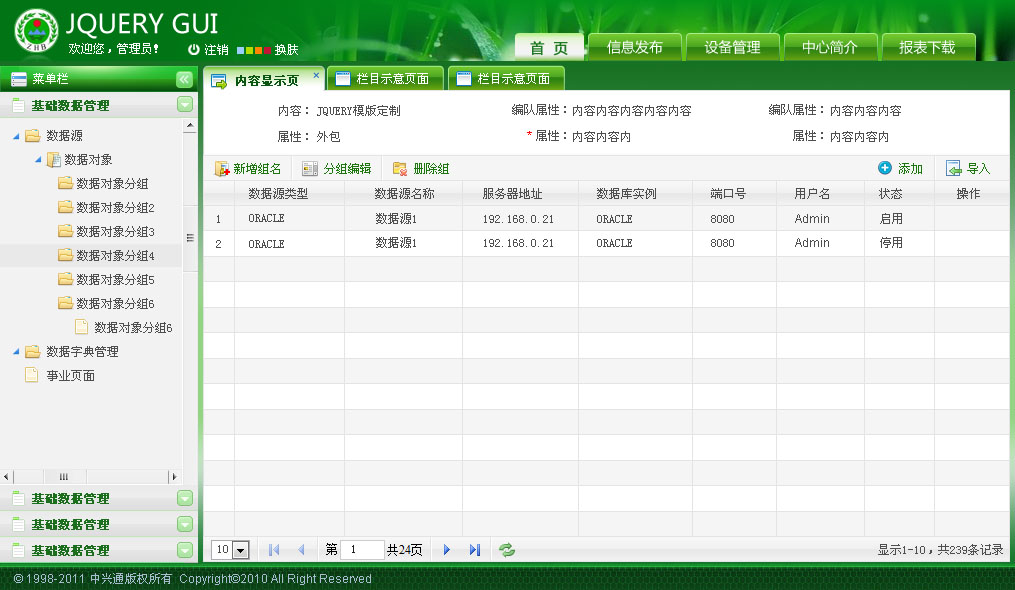 JQUERY GUI
欢迎您，管理员！ 注销 换肤
首 页 信息发布 设备管理 中心简介 报表下载
ZHB
菜单栏
内容显示页 栏目示意页面 栏目示意页面
基础数据管理
数据源
数据对象
数据对象分组
数据对象分组2
数据对象分组3
数据对象分组4
数据对象分组5
数据对象分组6
数据对象分组6
数据字典管理
事业页面
基础数据管理
基础数据管理
基础数据管理
内容： JQUERY模版定制 编队属性：内容内容内容内容内容 编队属性：内容内容内容
属性： 外包 *属性：内容内容内 属性：内容内容内
新增组名 分组编辑 删除组 添加 导入
数据源类型 数据源名称 服务器地址 数据库实例 端口号 用户名 状态 操作
1 ORACLE 数据源1 192.168.0.21 ORACLE 8080 Admin 启用
2 ORACLE 数据源1 192.168.0.21 ORACLE 8080 Admin 停用
10 第 1 共24页 显示1-10，共239条记录
© 1998-2011 中兴通版权所有 Copyright©2010 All Right Reserved